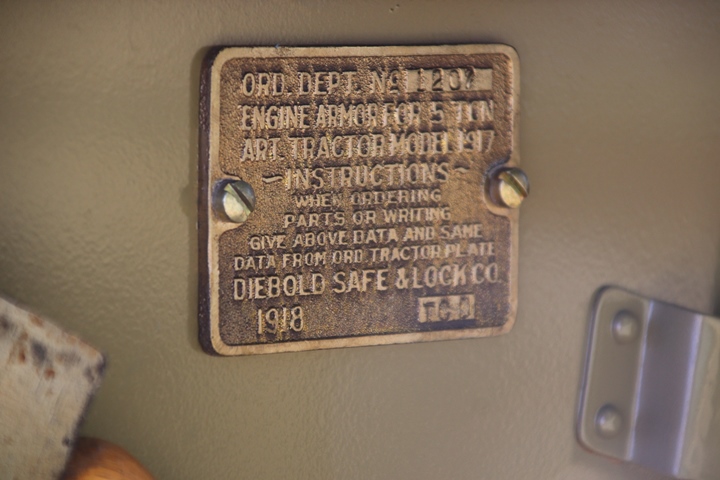 ORD. DEPT. No 1204
ENGINE ARMOR FOR 5 TON
ART. TRACTOR MODEL 1917
~INSTRUCTIONS~
WHEN ORDERING
PARTS OR WRITING
GIVE ABOVE DATA AND SAME
DATA FROM ORD. TRACTOR PLATE
DIEBOLD SAFE & LOCK CO.
1918